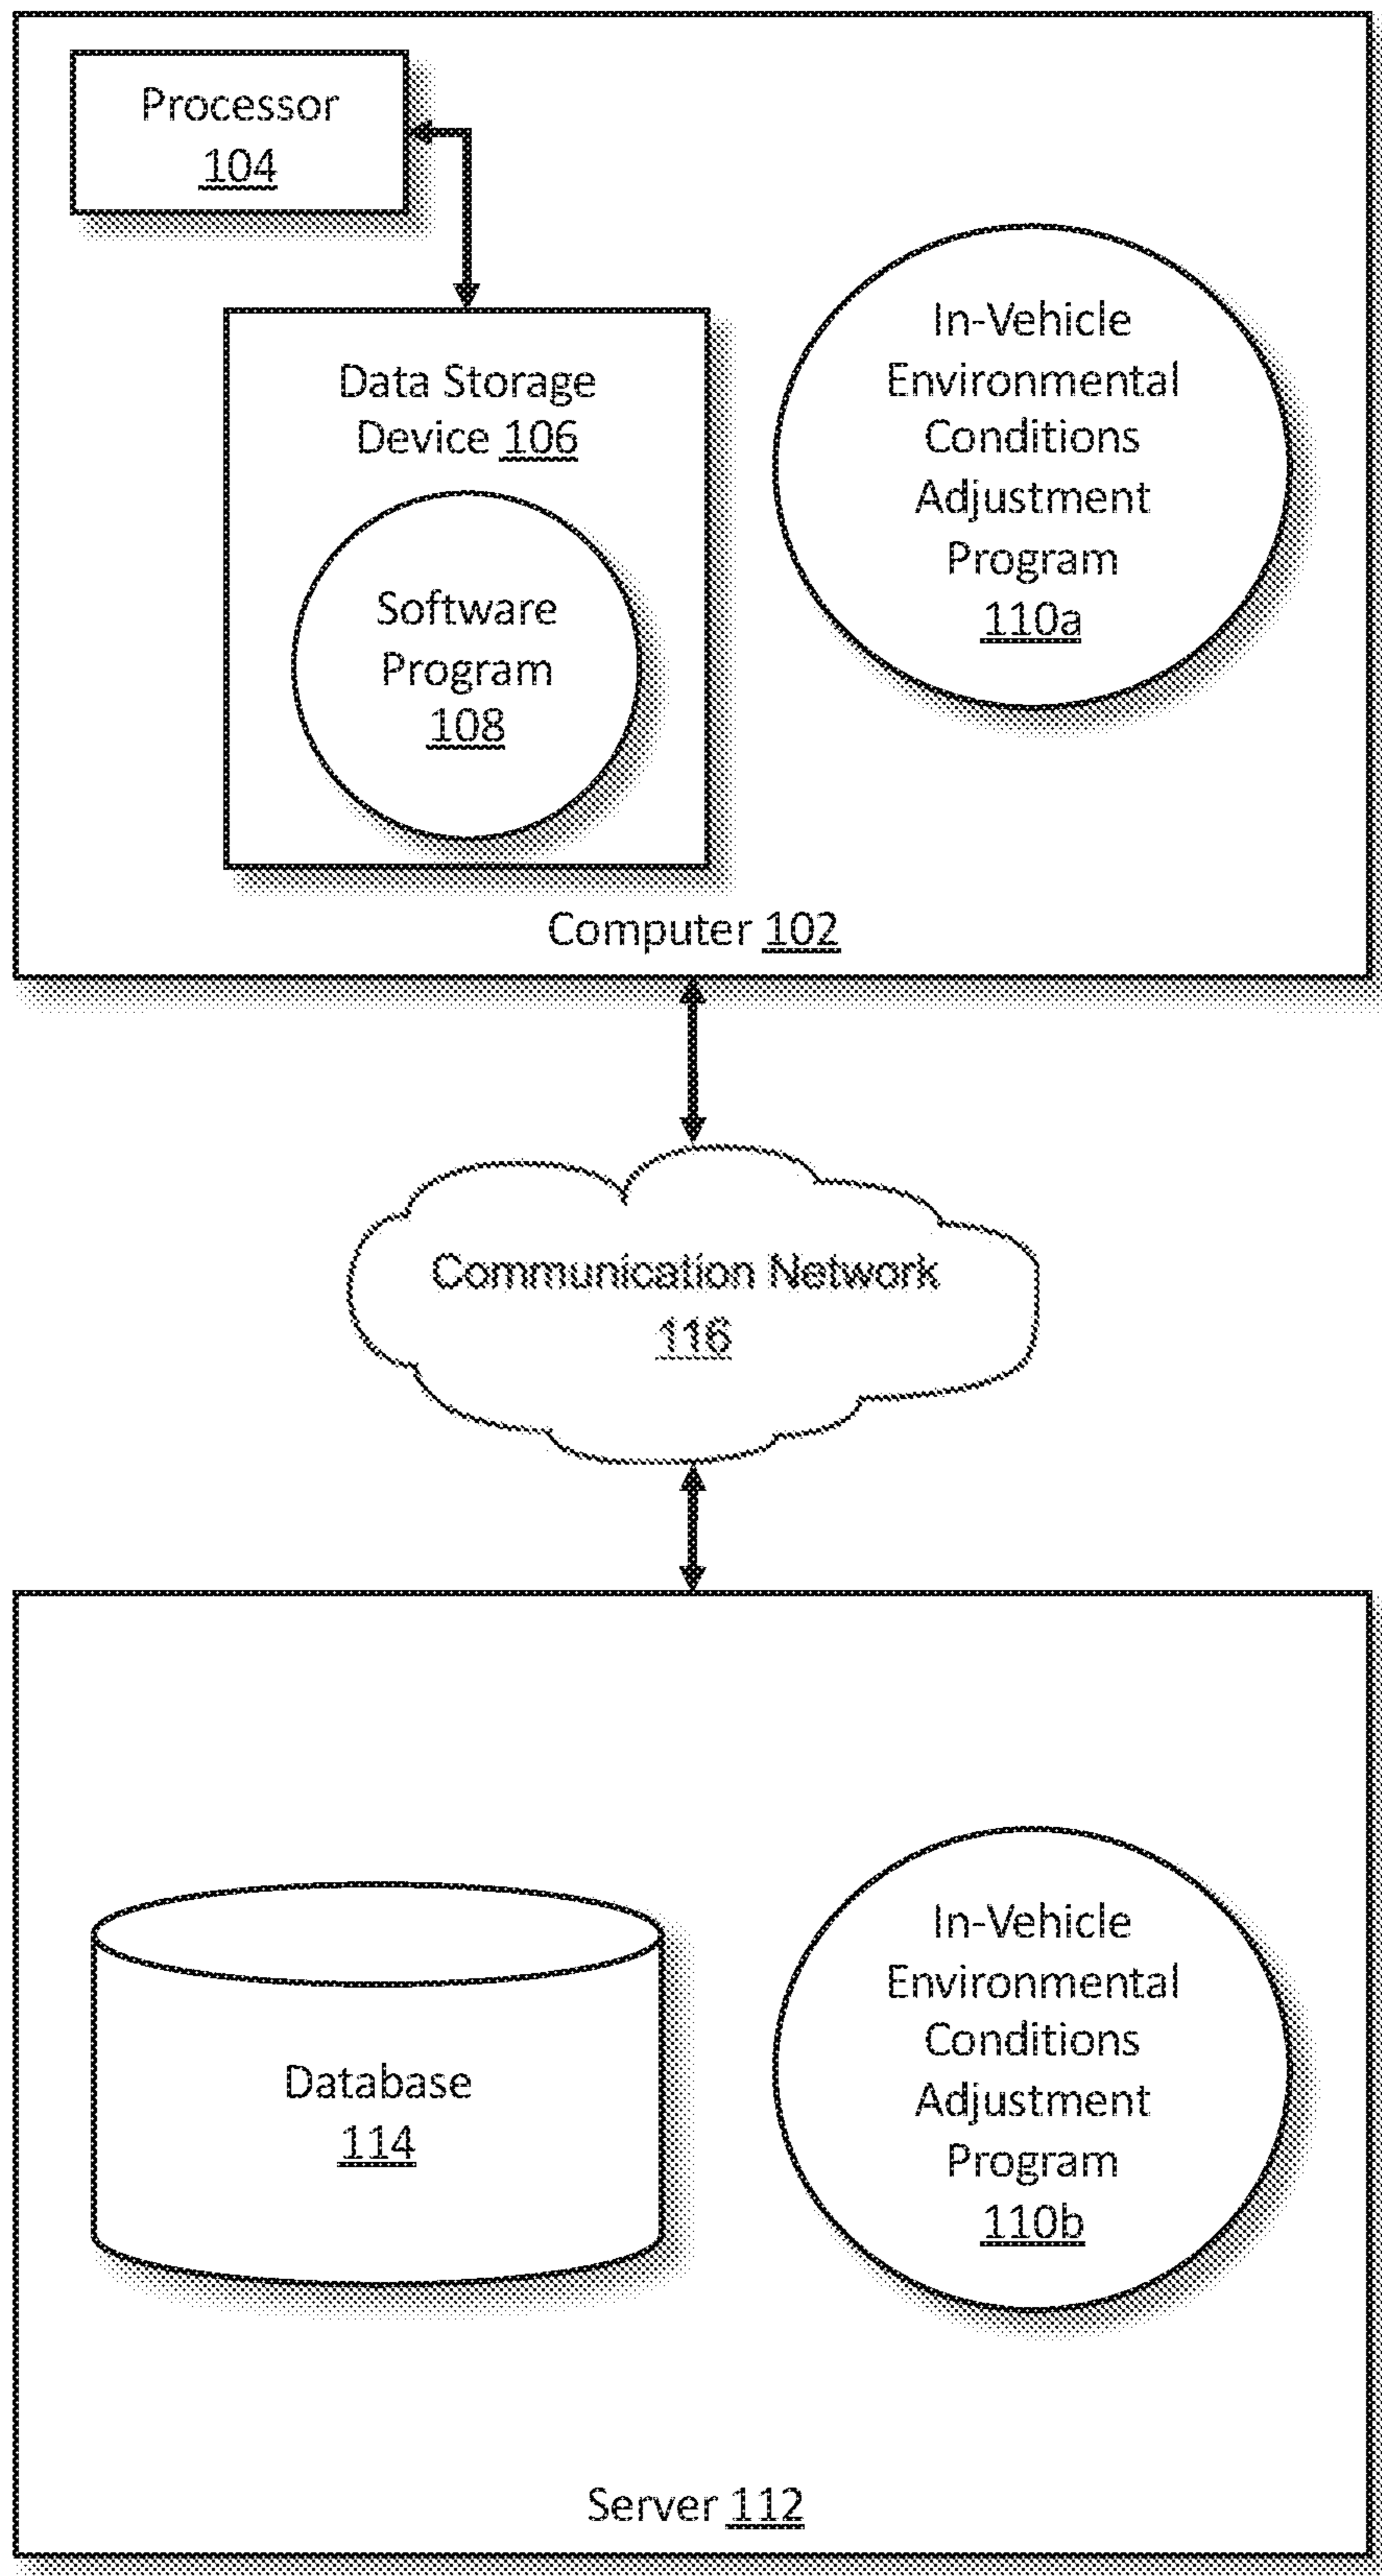 Processor
104
Data Storage
Device 106
Software
Program
108
In-Vehicle
Environmental
Conditions
Adjustment
Program
110a
Computer 102
Communication Network
116
Database
114
In-Vehicle
Environmental
Conditions
Adjustment
Program
110b
Server 112